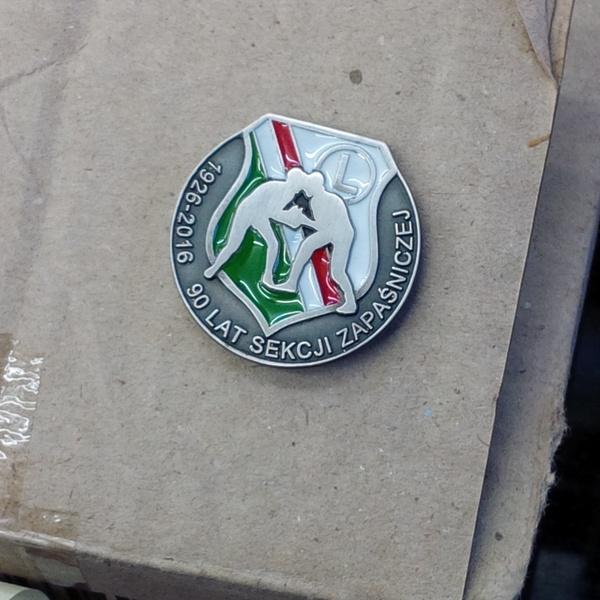 1926-2016
90 LAT SEKCJI ZAPAŚNICZEJ
L